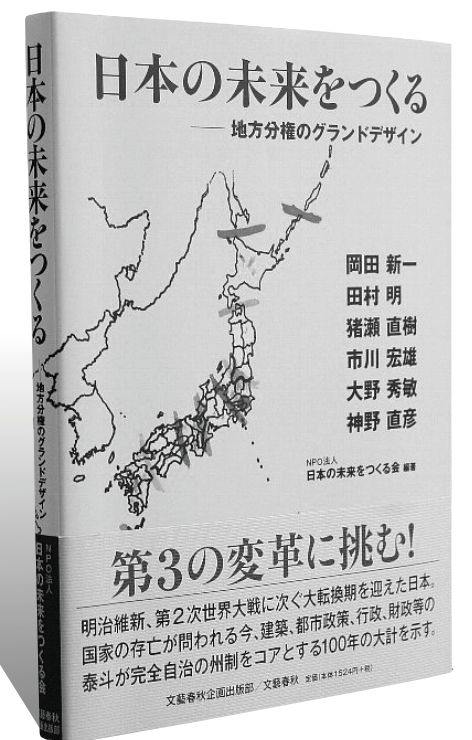 日本の未来をつくる
── 地方分権のグランドデザイン
岡田 新一
田村 明
猪瀬 直樹
市川 宏雄
大野 秀敏
神野 直彦
NPO法人
日本の未来をつくる会 編著
第3の変革に挑む!
明治維新、第2次世界大戦に次ぐ大転換期を迎えた日本。
国家の存亡が問われる今、建築、都市政策、行政、財政等の
泰斗が完全自治の州制をコアとする100年の大計を示す。
文藝春秋企画出版部/文藝春秋 定価(本体1524円+税)
日本の未来をつくる
── 地方分権のグランドデザイン
NPO法人
日本の未来をつくる会